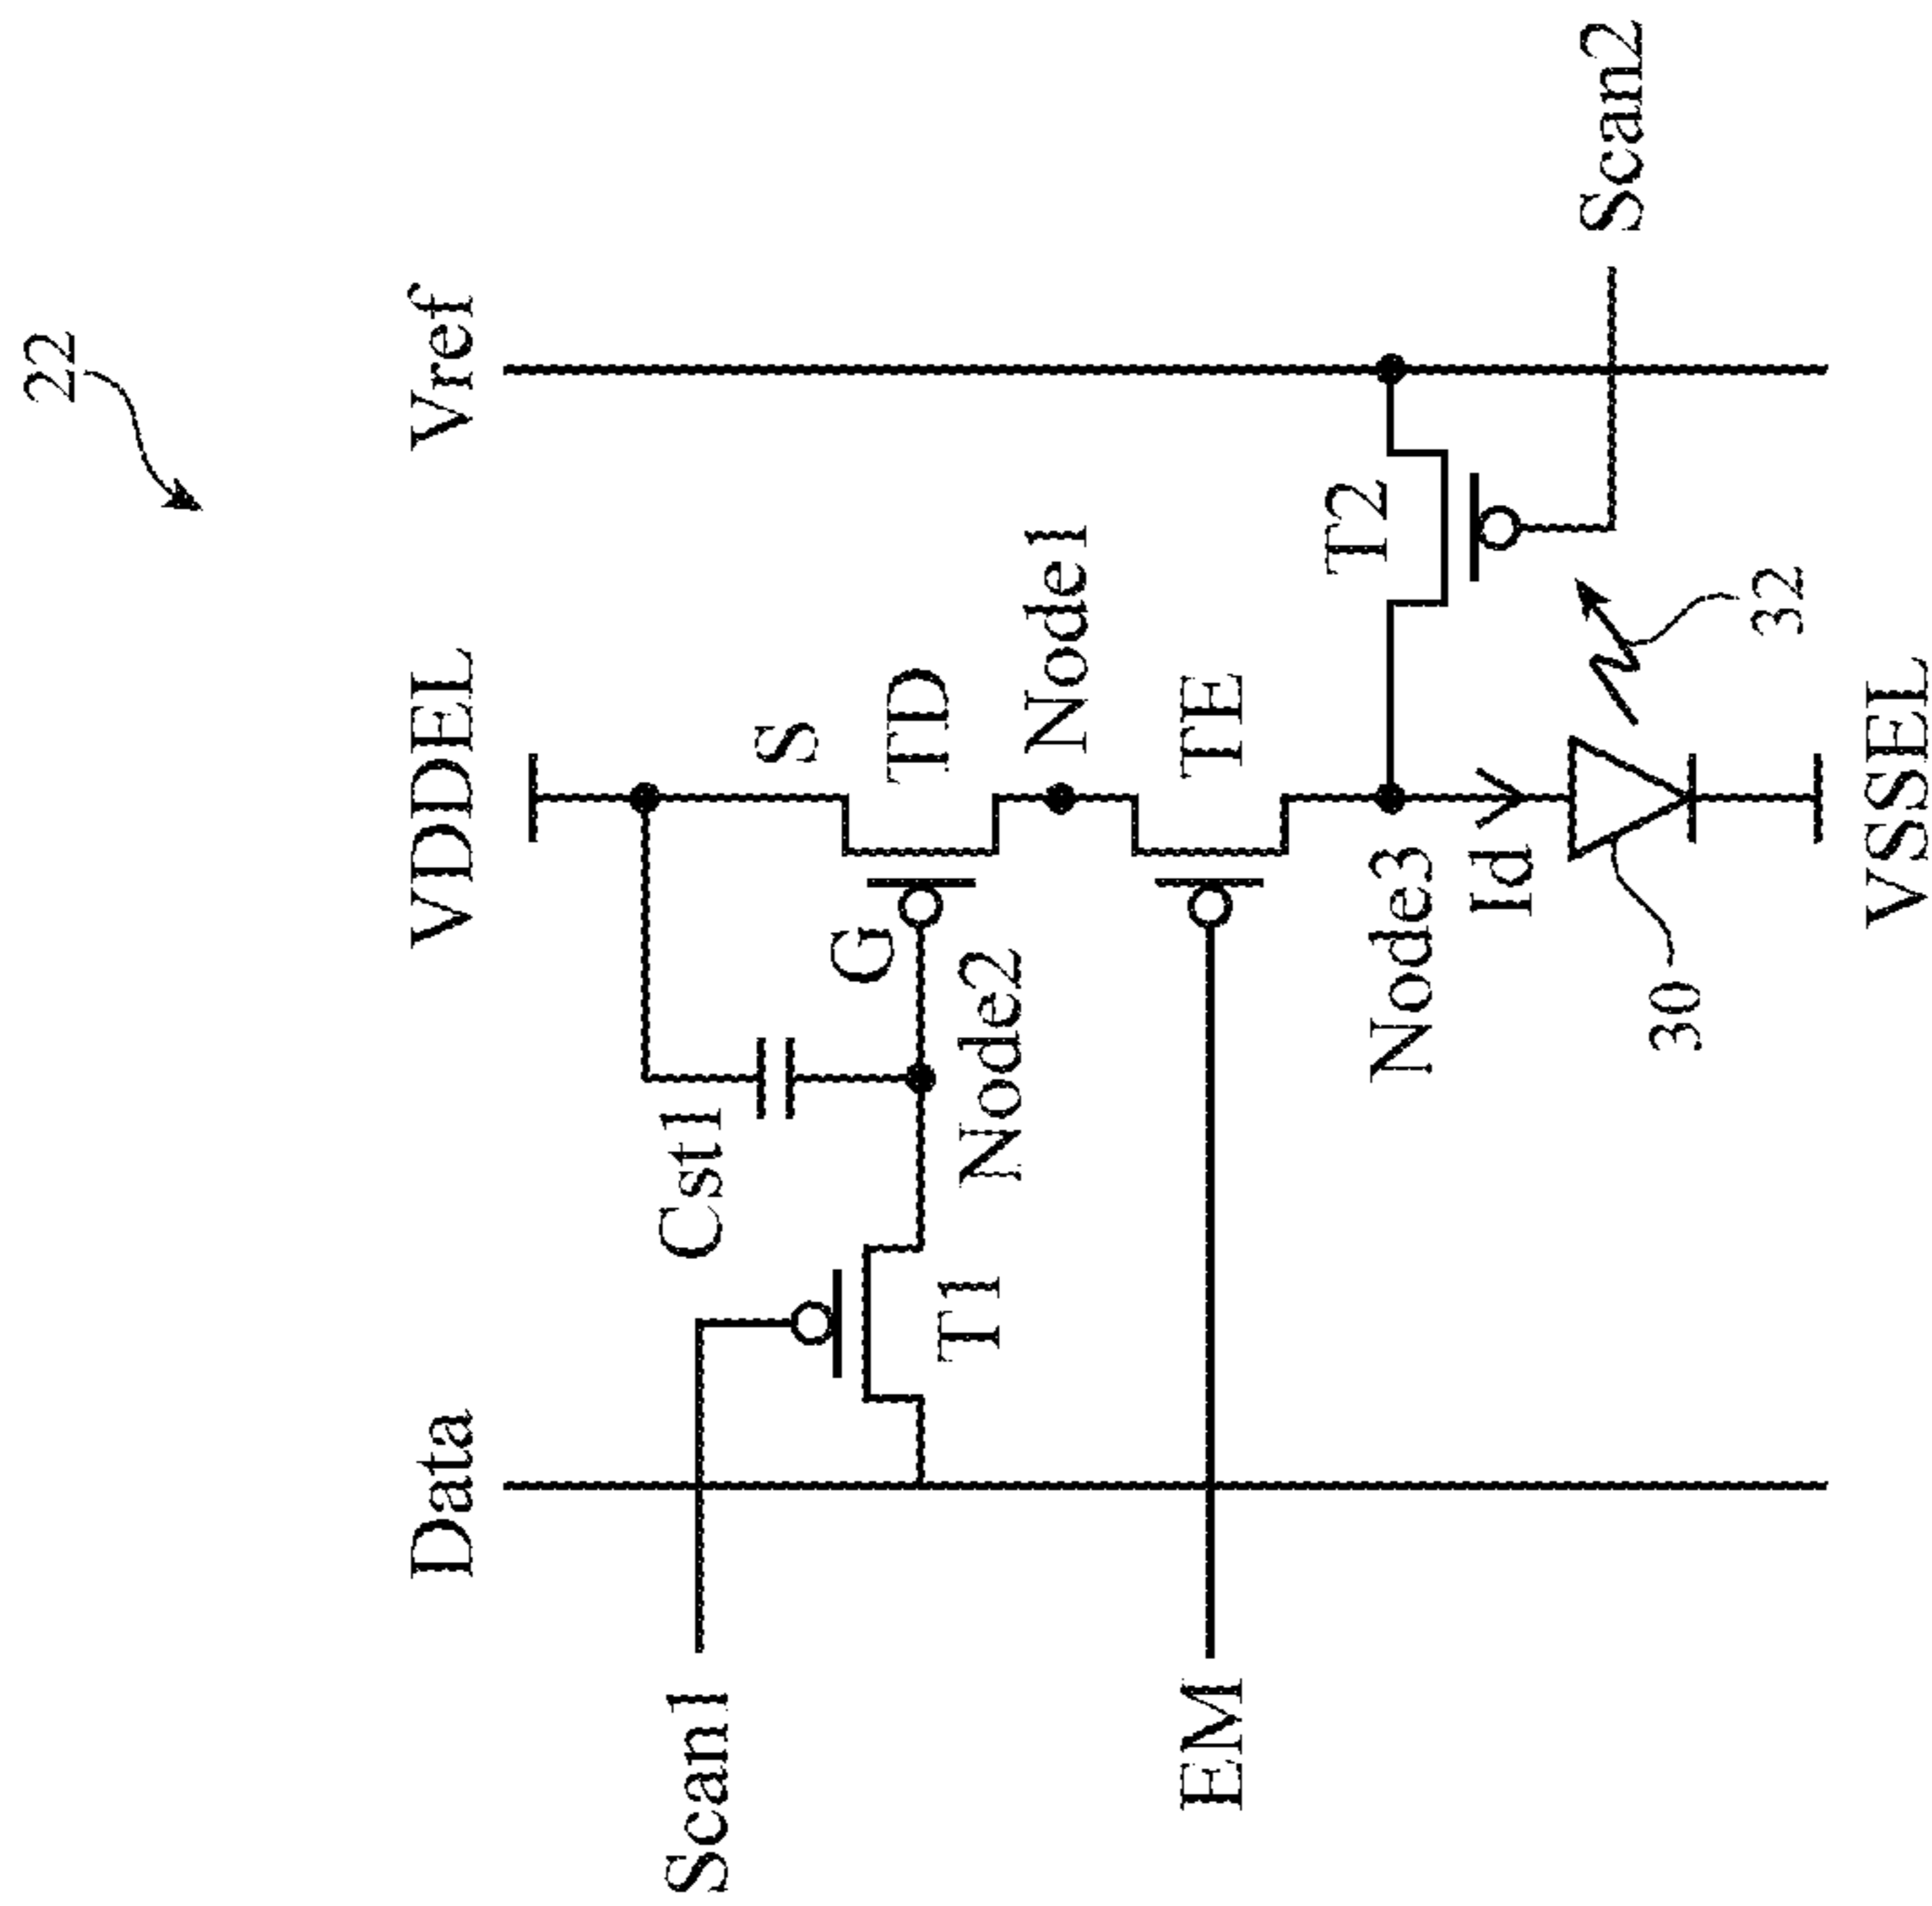 22
Data
VDDEL
Vref
Scan1
Cst1
S
G
TD
T1
Node2
Node1
EM
TE
Node3
T2
Id
Scan2
30
32
VSSEL